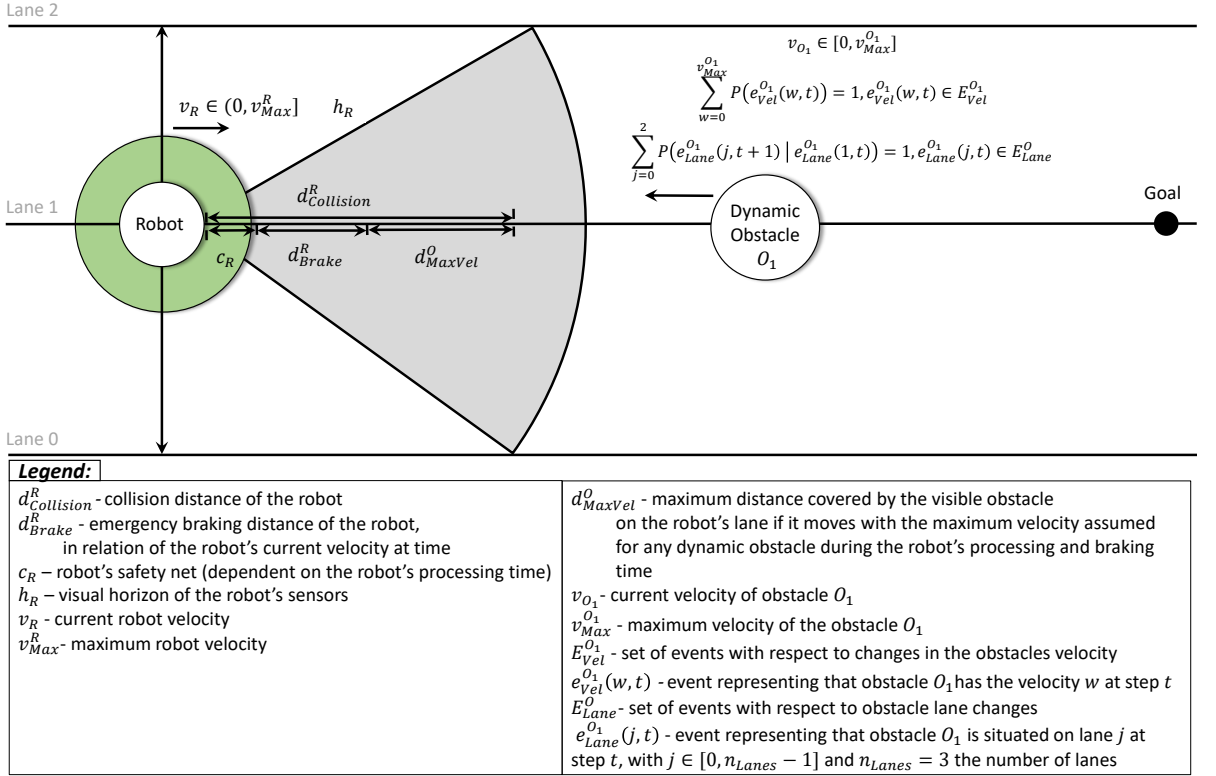 Lane 2
v_{O_1} ∈ [0, v_{Max}^{O_1}]
\sum_{w=0}^{v_{Max}^{O_1}} P(e_{Vel}^{O_1}(w, t)) = 1, e_{Vel}^{O_1}(w, t) ∈ E_{Vel}^{O_1}
v_R ∈ (0, v_{Max}^R]
h_R
\sum_{j=0}^{2} P(e_{Lane}^{O_1}(j, t + 1) | e_{Lane}^{O_1}(1, t)) = 1, e_{Lane}^{O_1}(j, t) ∈ E_{Lane}^{O}
Lane 1
Robot
d_{Collision}^R
c_R
d_{Brake}^R
d_{MaxVel}^O
Dynamic
Obstacle
O_1
Goal
Lane 0
Legend:
d_{Collision}^R - collision distance of the robot
d_{Brake}^R - emergency braking distance of the robot,
in relation of the robot's current velocity at time
c_R – robot's safety net (dependent on the robot's processing time)
h_R – visual horizon of the robot's sensors
v_R - current robot velocity
v_{Max}^R - maximum robot velocity
d_{MaxVel}^O - maximum distance covered by the visible obstacle
on the robot's lane if it moves with the maximum velocity assumed
for any dynamic obstacle during the robot's processing and braking
time
v_{O_1} - current velocity of obstacle O_1
v_{Max}^{O_1} - maximum velocity of the obstacle O_1
E_{Vel}^{O_1} - set of events with respect to changes in the obstacles velocity
e_{Vel}^{O_1}(w, t) - event representing that obstacle O_1 has the velocity w at step t
E_{Lane}^{O} - set of events with respect to obstacle lane changes
e_{Lane}^{O_1}(j, t) - event representing that obstacle O_1 is situated on lane j at
step t, with j ∈ [0, n_{Lanes} − 1] and n_{Lanes} = 3 the number of lanes